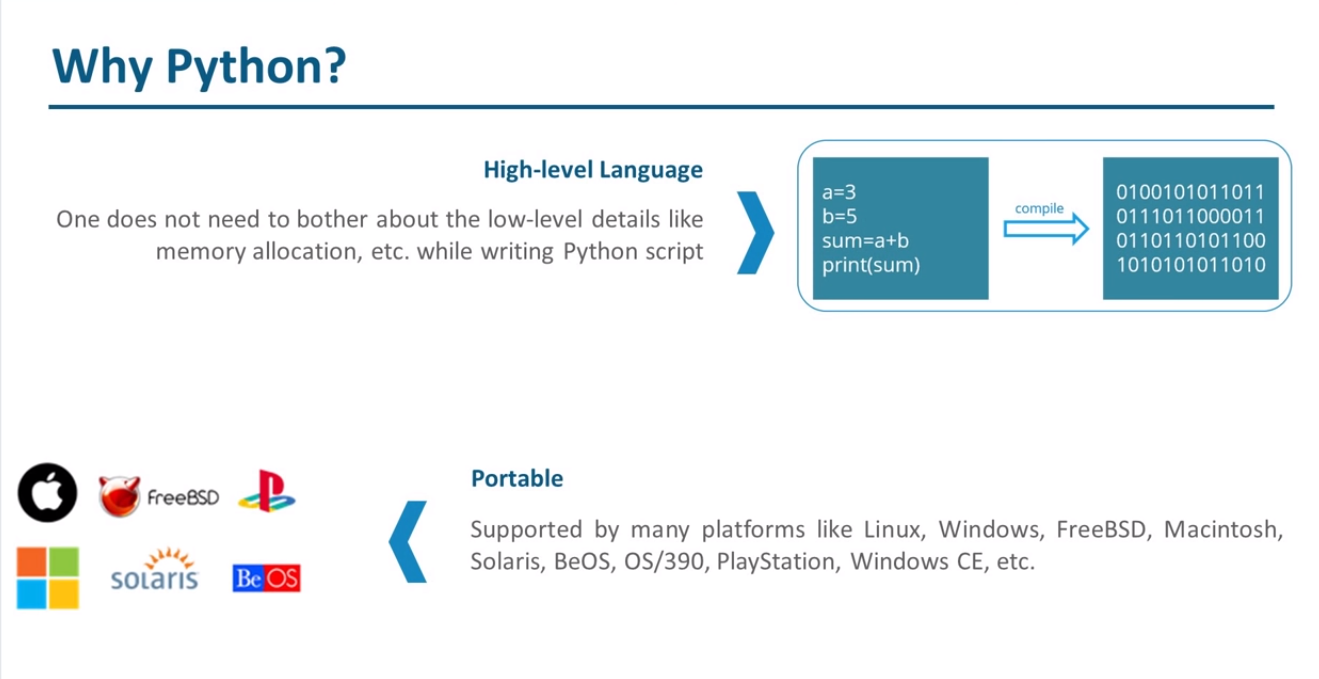 Why Python?
High-level Language
One does not need to bother about the low-level details like
memory allocation, etc. while writing Python script
a=3
b=5
sum=a+b
print(sum)
compile
0100101011011
0111011000011
0110110101100
1010101011010
FreeBSD
solaris
Be OS
Portable
Supported by many platforms like Linux, Windows, FreeBSD, Macintosh,
Solaris, BeOS, OS/390, PlayStation, Windows CE, etc.